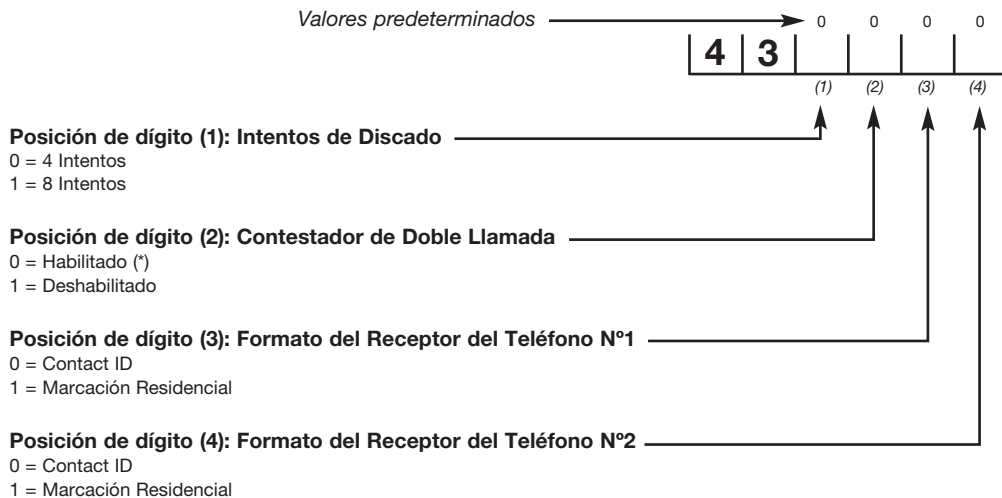 Valores predeterminados 0 0 0 0
4 3
(1) (2) (3) (4)
Posición de dígito (1): Intentos de Discado
0 = 4 Intentos
1 = 8 Intentos
Posición de dígito (2): Contestador de Doble Llamada
0 = Habilitado (*)
1 = Deshabilitado
Posición de dígito (3): Formato del Receptor del Teléfono Nº1
0 = Contact ID
1 = Marcación Residencial
Posición de dígito (4): Formato del Receptor del Teléfono Nº2
0 = Contact ID
1 = Marcación Residencial